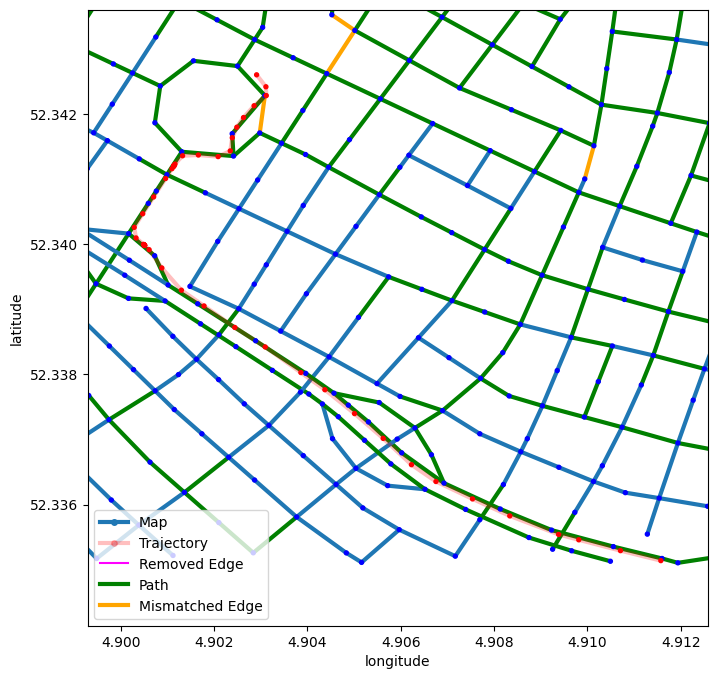 52.342
52.340
52.338
52.336
latitude
Map
Trajectory
Removed Edge
Path
Mismatched Edge
4.900 4.902 4.904 4.906 4.908 4.910 4.912
longitude